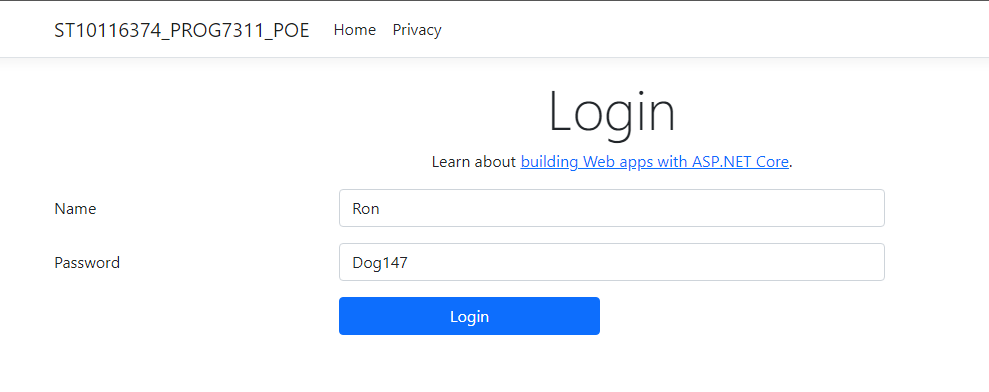 ST10116374_PROG7311_POE Home Privacy
Login
Learn about building Web apps with ASP.NET Core.
Name Ron
Password Dog147
Login